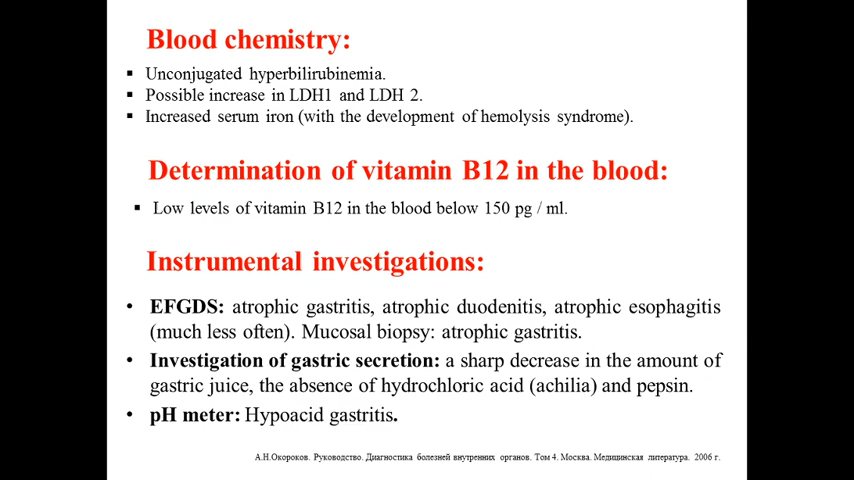 Blood chemistry:
▪ Unconjugated hyperbilirubinemia.
▪ Possible increase in LDH1 and LDH 2.
▪ Increased serum iron (with the development of hemolysis syndrome).
Determination of vitamin B12 in the blood:
▪ Low levels of vitamin B12 in the blood below 150 pg / ml.
Instrumental investigations:
• EFGDS: atrophic gastritis, atrophic duodenitis, atrophic esophagitis
(much less often). Mucosal biopsy: atrophic gastritis.
• Investigation of gastric secretion: a sharp decrease in the amount of
gastric juice, the absence of hydrochloric acid (achilia) and pepsin.
• pH meter: Hypoacid gastritis.
А.Н.Окороков. Руководство. Диагностика болезней внутренних органов. Том 4. Москва. Медицинская литература. 2006 г.